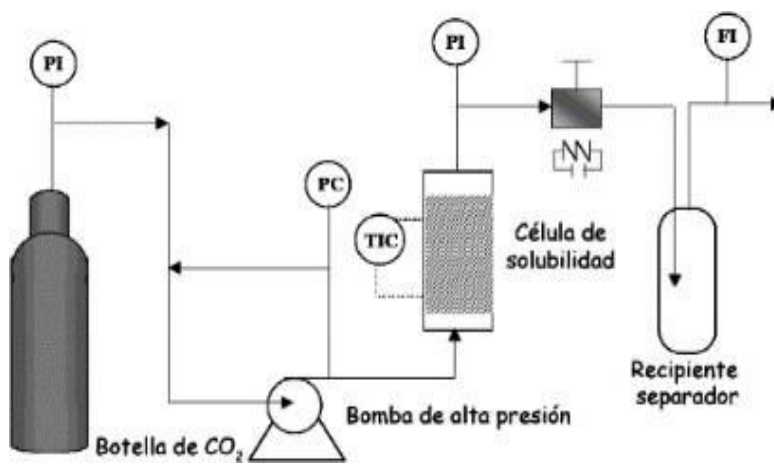 PI
PI
FI
PC
TIC
Célula de
solubilidad
Recipiente
separador
Bomba de alta presión
Botella de CO₂